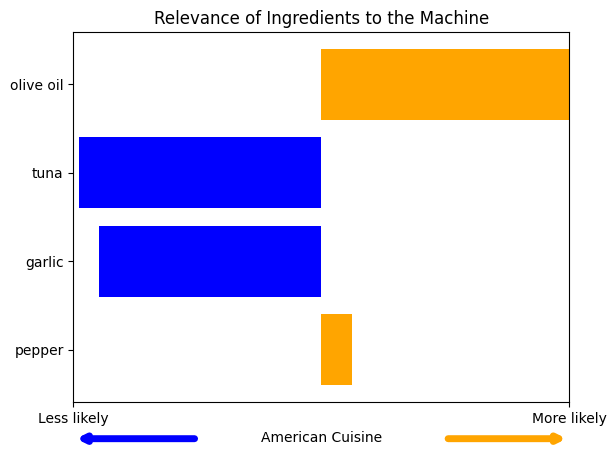 Relevance of Ingredients to the Machine
olive oil
tuna
garlic
pepper
Less likely
More likely
American Cuisine